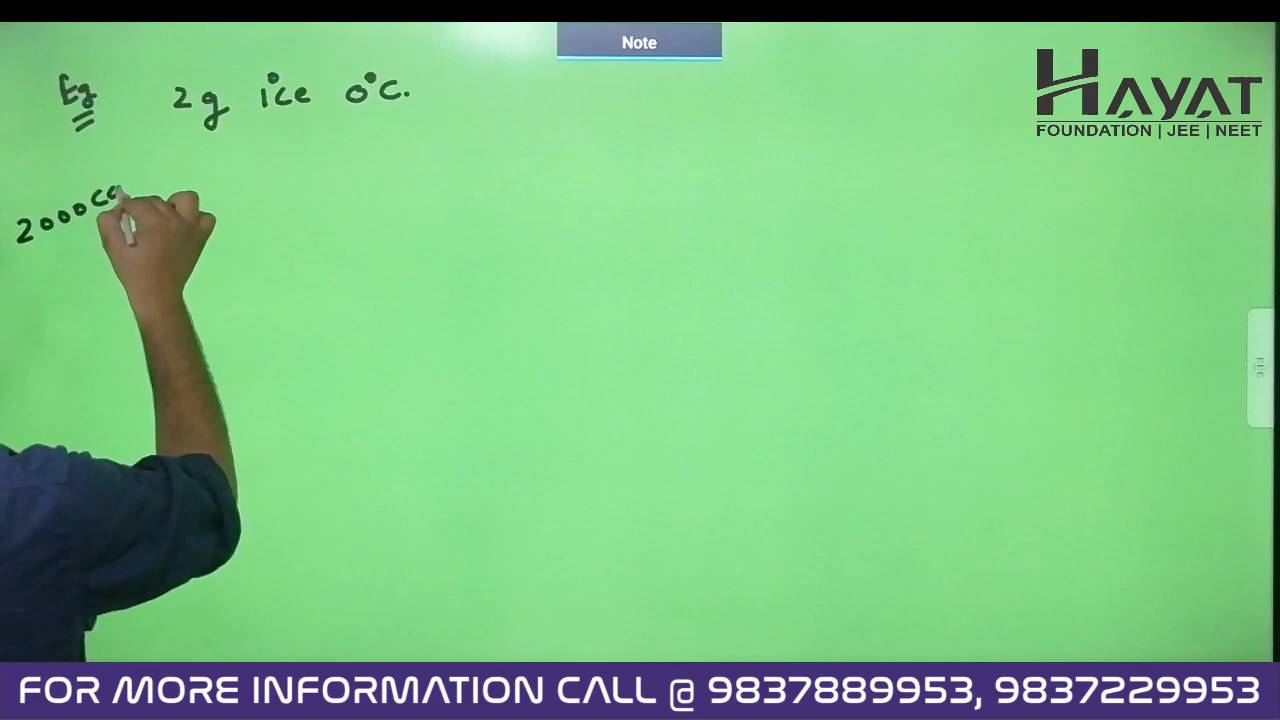 Note
Eg 2g ice 0°C.
HAYAT
FOUNDATION | JEE | NEET
2000
FOR MORE INFORMATION CALL @ 9837889953, 9837229953